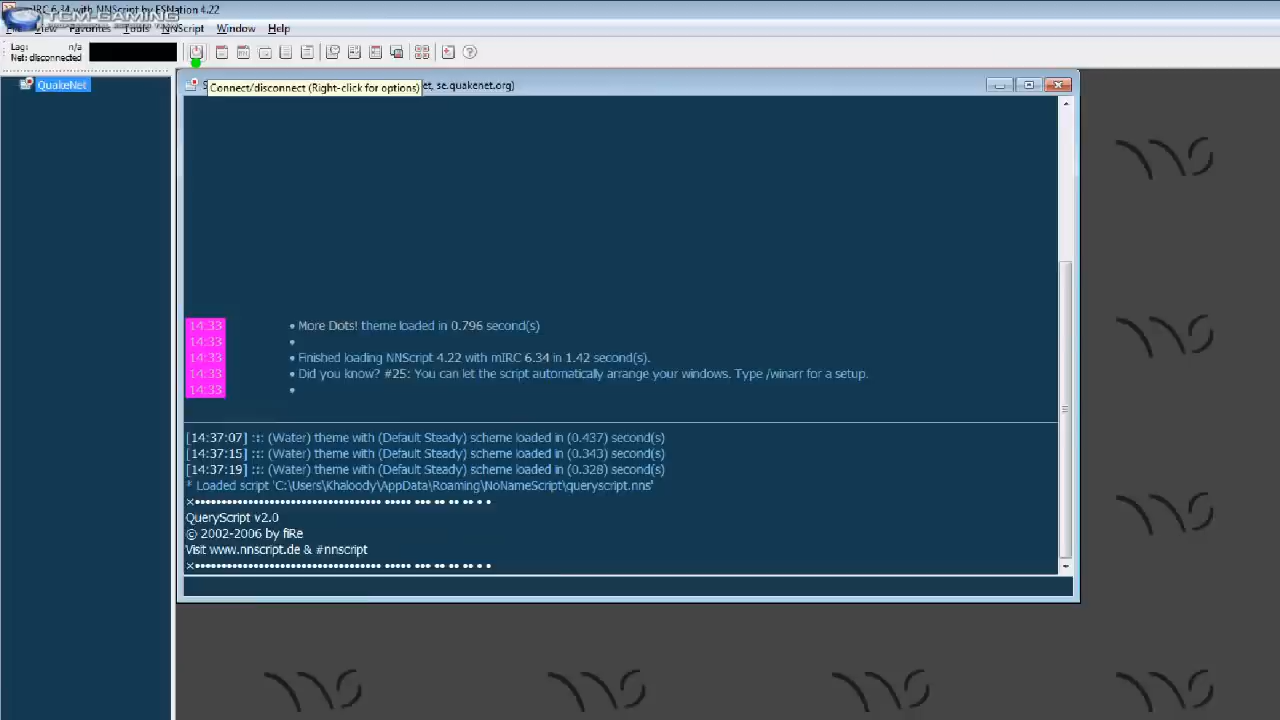 TCM-GAMING
mIRC 6.34 with NNScript by ESNation 4.22
File View Favorites Tools NNScript Window Help
Lag: n/a
Net: disconnected
QuakeNet
Connect/disconnect (Right-click for options)
et, se.quakenet.org)
14:33 • More Dots! theme loaded in 0.796 second(s)
14:33 •
14:33 • Finished loading NNScript 4.22 with mIRC 6.34 in 1.42 second(s).
14:33 • Did you know? #25: You can let the script automatically arrange your windows. Type /winarr for a setup.
14:33 •
[14:37:07] ::: (Water) theme with (Default Steady) scheme loaded in (0.437) second(s)
[14:37:15] ::: (Water) theme with (Default Steady) scheme loaded in (0.343) second(s)
[14:37:19] ::: (Water) theme with (Default Steady) scheme loaded in (0.328) second(s)
* Loaded script 'C:\Users\Khaloody\AppData\Roaming\NoNameScript\queryscript.nns'
QueryScript v2.0
© 2002-2006 by fiRe
Visit www.nnscript.de & #nnscript